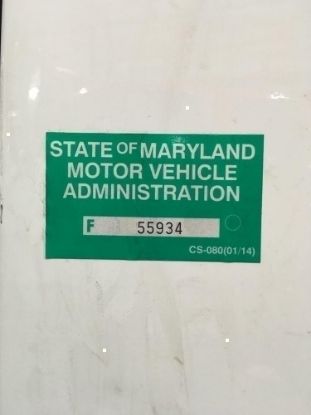 STATE OF MARYLAND
MOTOR VEHICLE
ADMINISTRATION
F 55934
CS-080(01/14)